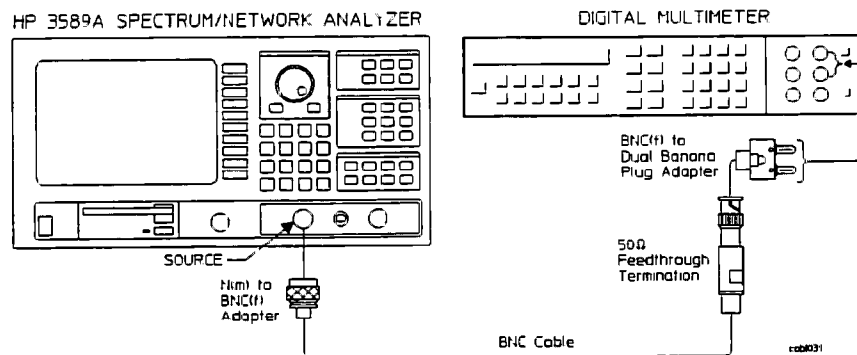 HP 3589A SPECTRUM/NETWORK ANALYZER
DIGITAL MULTIMETER
SOURCE
N(m) to
BNC(f)
Adapter
BNC(f) to
Dual Banana
Plug Adapter
50Ω
Feedthrough
Termination
BNC Cable